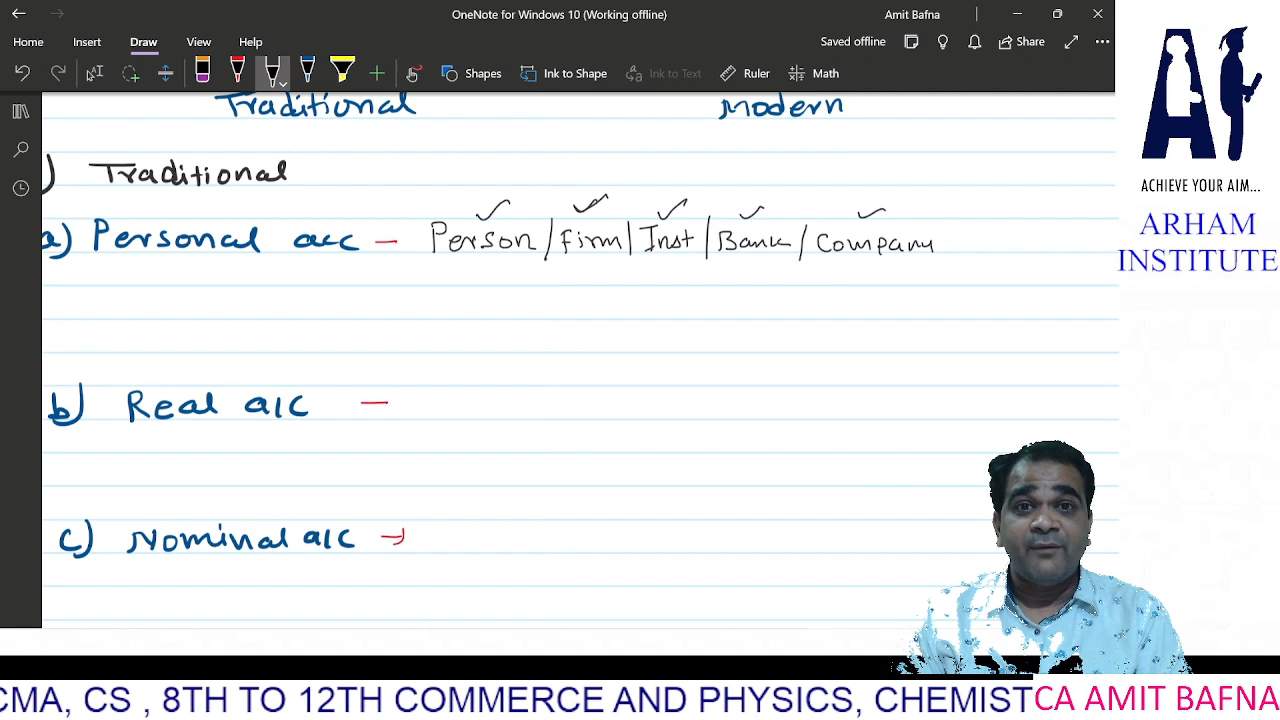 OneNote for Windows 10 (Working offline)
Amit Bafna
Home Insert Draw View Help
Saved offline
Share
Shapes
Ink to Shape
Ink to Text
Ruler
Math
Traditional Modern
) Traditional
a) Personal a/c - Person / Firm / Inst / Bank / Company
b) Real a/c -
c) Nominal a/c →
AI
ACHIEVE YOUR AIM...
ARHAM
INSTITUTE
CMA, CS , 8TH TO 12TH COMMERCE AND PHYSICS, CHEMIST
CA AMIT BAFNA